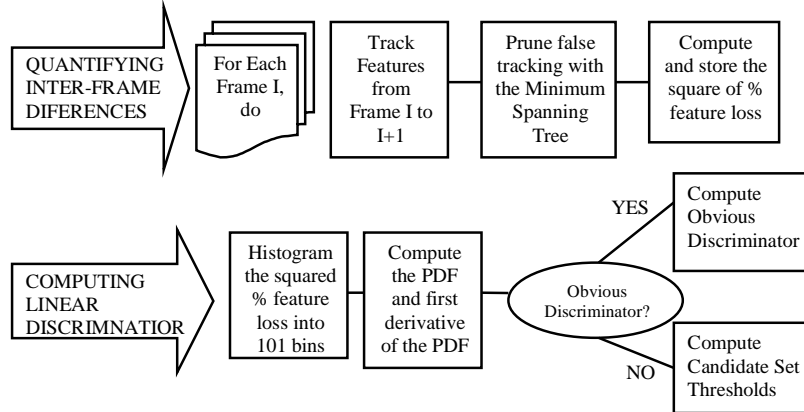 QUANTIFYING
INTER-FRAME
DIFERENCES
For Each
Frame I,
do
Track
Features
from
Frame I to
I+1
Prune false
tracking with
the Minimum
Spanning
Tree
Compute
and store the
square of %
feature loss
COMPUTING
LINEAR
DISCRIMNATIOR
Histogram
the squared
% feature
loss into
101 bins
Compute
the PDF
and first
derivative
of the PDF
Obvious
Discriminator?
YES
Compute
Obvious
Discriminator
NO
Compute
Candidate Set
Thresholds